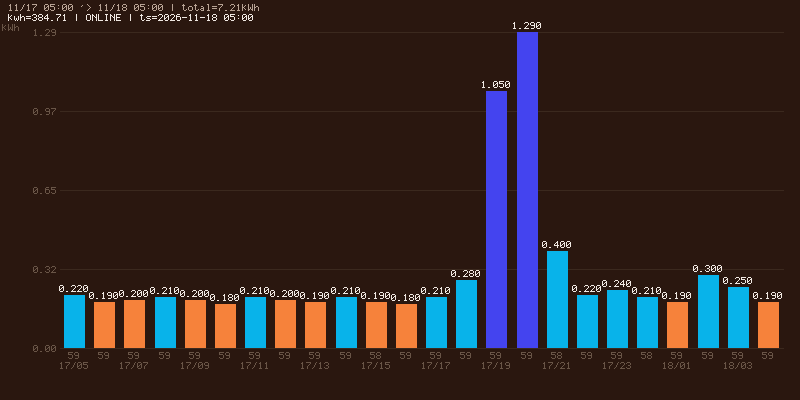 11/17 05:00 -> 11/18 05:00 | total=7.21kWh
Kwh=384.71 | ONLINE | ts=2026-11-18 05:00
kWh
1.29
0.97
0.65
0.32
0.00
0.220 0.190 0.200 0.210 0.200 0.180 0.210 0.200 0.190 0.210 0.190 0.180 0.210 0.280 1.050 1.290 0.400 0.220 0.240 0.210 0.190 0.300 0.250 0.190
59 59 59 59 59 59 59 59 59 59 58 59 59 59 59 59 58 59 59 58 59 59 59 59
17/05 17/07 17/09 17/11 17/13 17/15 17/17 17/19 17/21 17/23 18/01 18/03